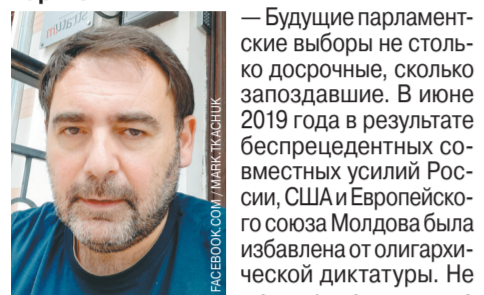 — Будущие парламент-
ские выборы не столь-
ко досрочные, сколько
запоздавшие. В июне
2019 года в результате
беспрецедентных со-
вместных усилий Рос-
сии, США и Европейско-
го союза Молдова была
избавлена от олигархи-
ческой диктатуры. Не
FACEBOOK.COM / MARK.TKACHUK